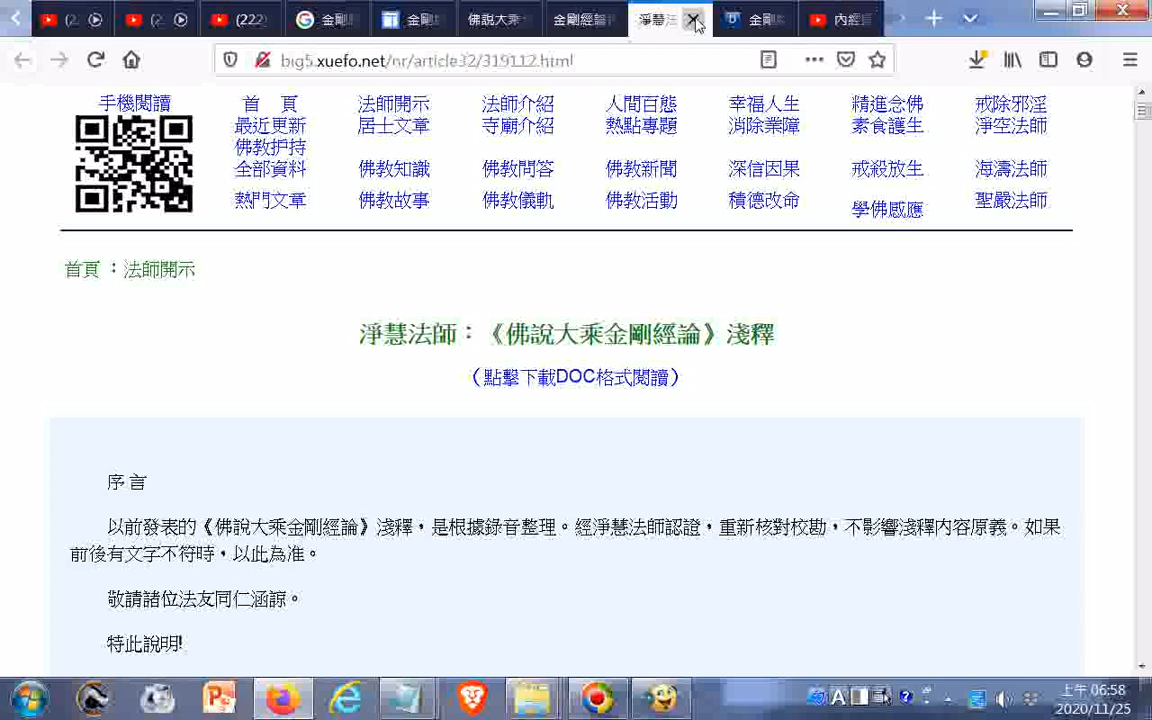 (2
(2
(222
金剛
金剛
佛說大乘
金剛經論
淨慧法
金剛
內經
big5.xuefo.net/nr/article32/319112.html
手機閱讀
首 頁 法師開示 法師介紹 人間百態 幸福人生 精進念佛 戒除邪淫
最近更新 居士文章 寺廟介紹 熱點專題 消除業障 素食護生 淨空法師
佛教护持
全部資料 佛教知識 佛教問答 佛教新聞 深信因果 戒殺放生 海濤法師
熱門文章 佛教故事 佛教儀軌 佛教活動 積德改命 學佛感應 聖嚴法師
首頁：法師開示
淨慧法師：《佛說大乘金剛經論》淺釋
（點擊下載DOC格式閱讀）
序 言
以前發表的《佛說大乘金剛經論》淺釋，是根據錄音整理。經淨慧法師認證，重新核對校勘，不影響淺釋内容原義。如果
前後有文字不符時，以此為准。
敬請諸位法友同仁涵諒。
特此說明!
上午 06:58
2020/11/25